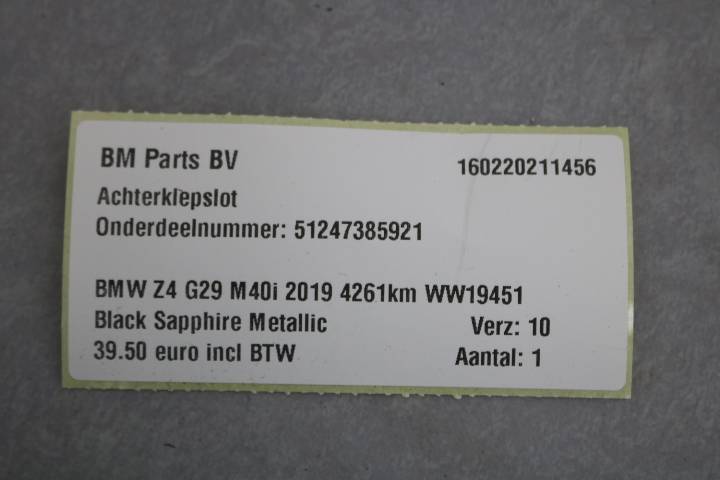 BM Parts BV 160220211456
Achterklepslot
Onderdeelnummer: 51247385921
BMW Z4 G29 M40i 2019 4261km WW19451
Black Sapphire Metallic Verz: 10
39.50 euro incl BTW Aantal: 1